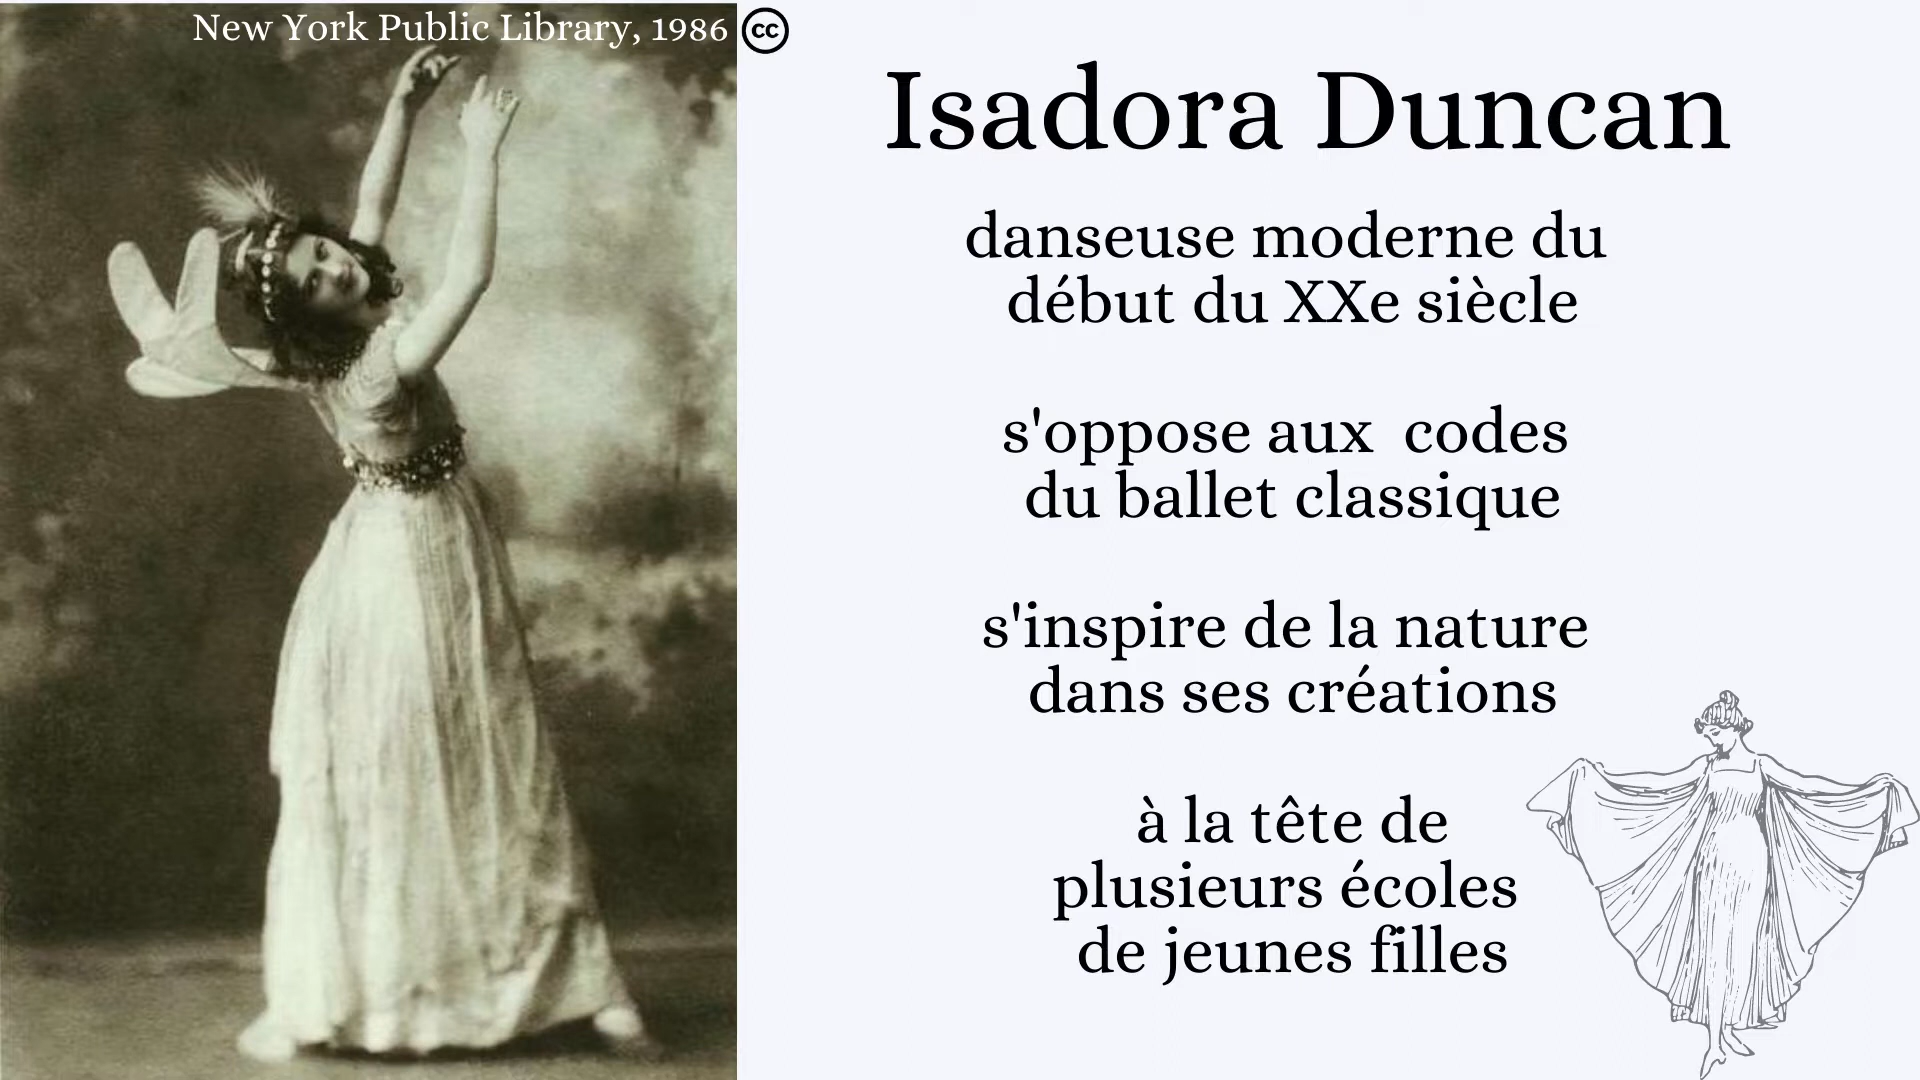 New York Public Library, 1986
cc
Isadora Duncan
danseuse moderne du
début du XXe siècle
s'oppose aux codes
du ballet classique
s'inspire de la nature
dans ses créations
à la tête de
plusieurs écoles
de jeunes filles